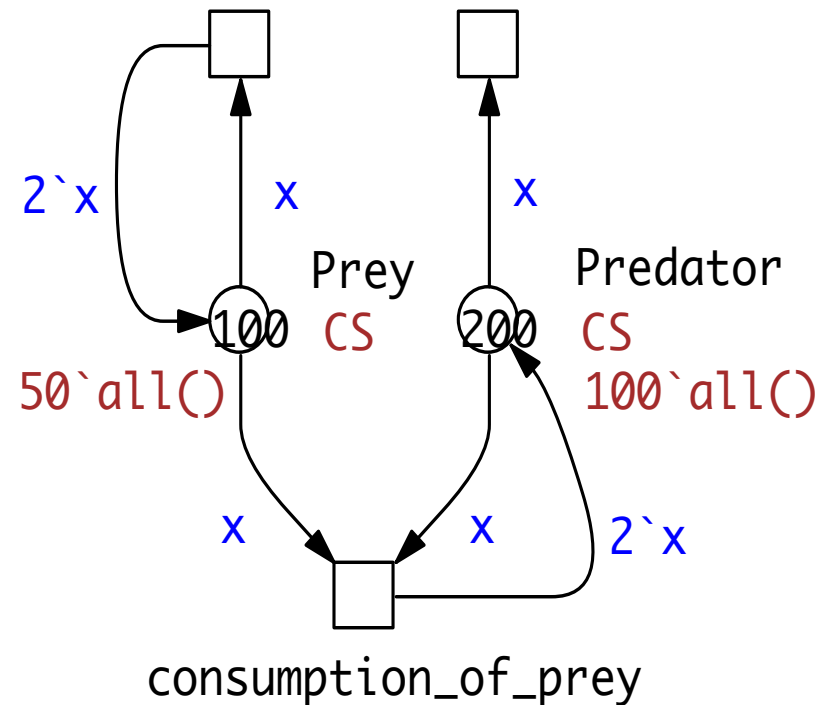 2`x
x
x
Prey
Predator
100
CS
200
CS
50`all()
100`all()
x
x
2`x
consumption_of_prey